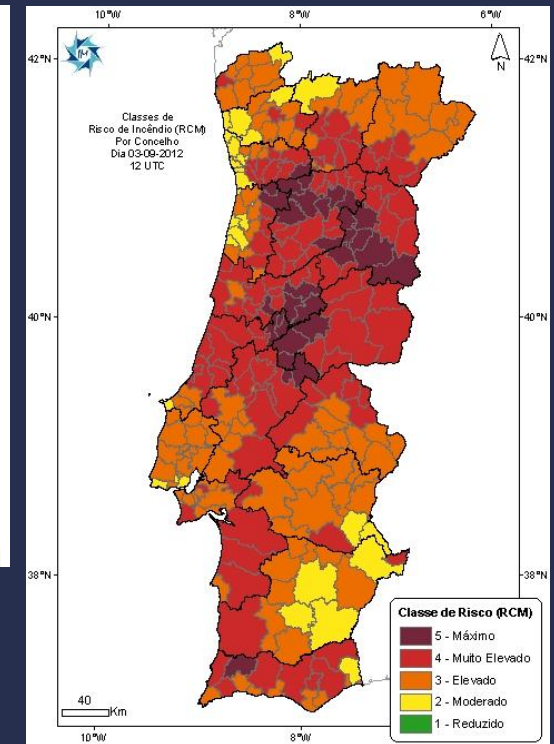 10°W
8°W
6°W
42°N
42°N
IM
N
Classes de
Risco de Incêndio (RCM)
Por Concelho
Dia 03-09-2012
12 UTC
40°N
40°N
38°N
38°N
Classe de Risco (RCM)
5 - Máximo
4 - Muito Elevado
3 - Elevado
2 - Moderado
1 - Reduzido
40
Km
10°W
8°W